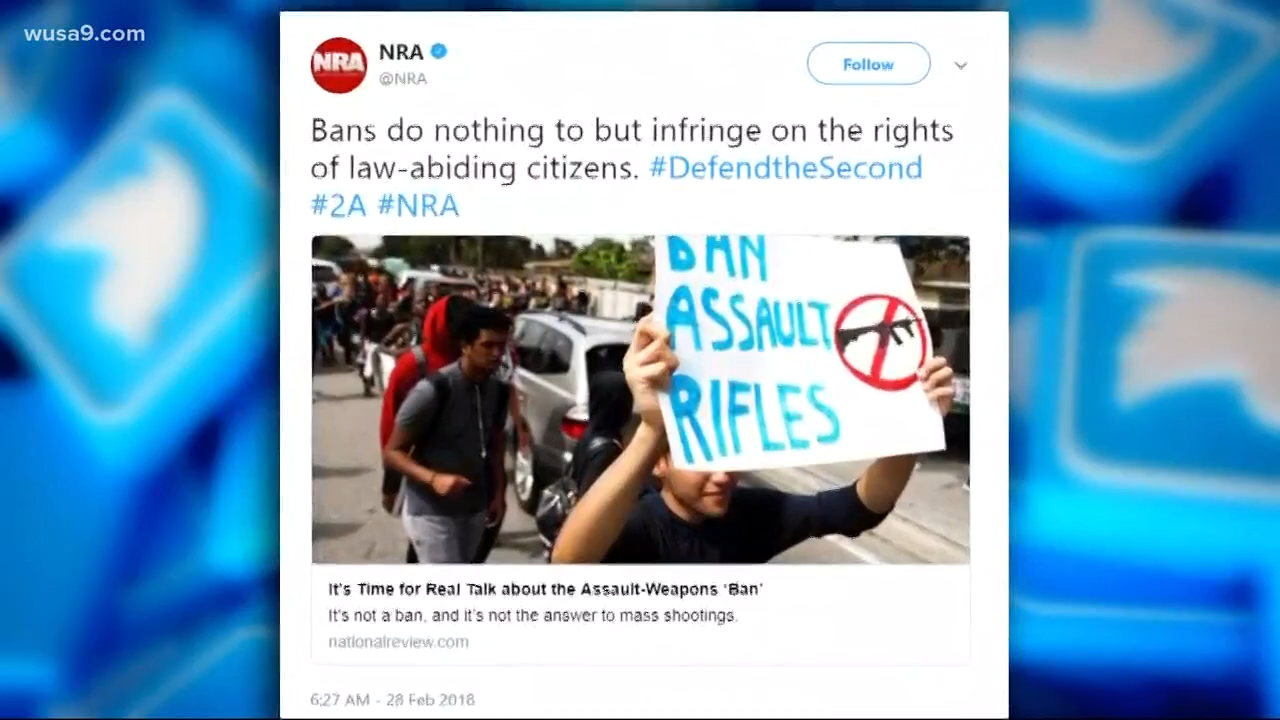 wusa9.com
NRA
NRA
@NRA
Follow
Bans do nothing to but infringe on the rights
of law-abiding citizens. #DefendtheSecond
#2A #NRA
BAN
ASSAULT
RIFLES
It's Time for Real Talk about the Assault-Weapons 'Ban'
It's not a ban, and it's not the answer to mass shootings.
nationalreview.com
6:27 AM - 28 Feb 2018